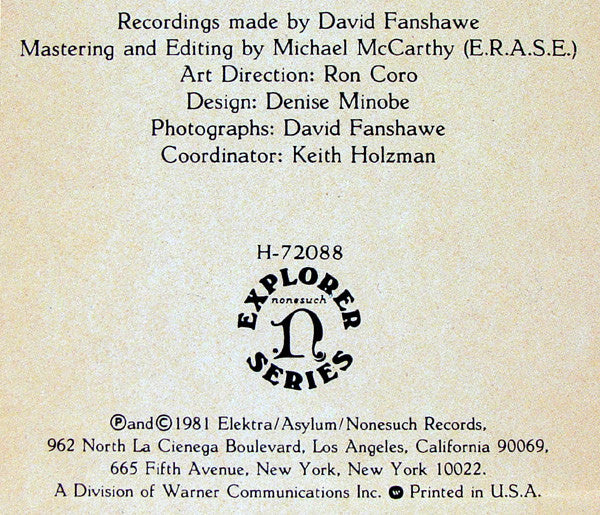 Recordings made by David Fanshawe
Mastering and Editing by Michael McCarthy (E.R.A.S.E.)
Art Direction: Ron Coro
Design: Denise Minobe
Photographs: David Fanshawe
Coordinator: Keith Holzman
H-72088
EXPLORER
nonesuch
n
SERIES
Ⓟand©1981 Elektra/Asylum/Nonesuch Records,
962 North La Cienega Boulevard, Los Angeles, California 90069,
665 Fifth Avenue, New York, New York 10022.
A Division of Warner Communications Inc. W Printed in U.S.A.